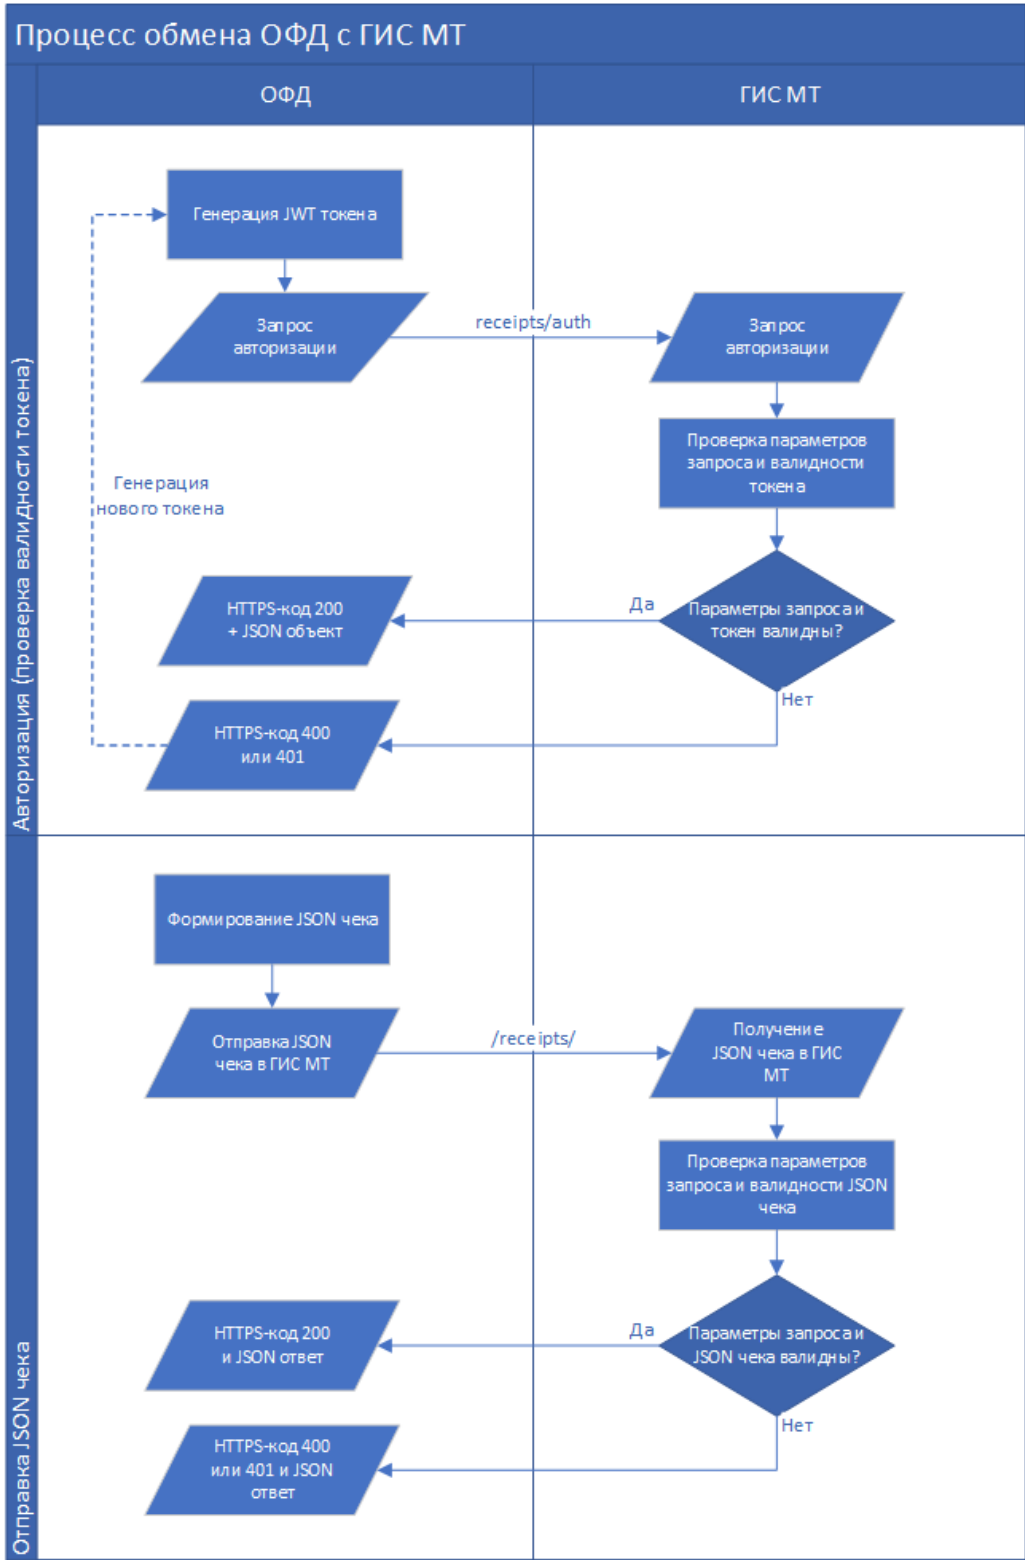 Процесс обмена ОФД с ГИС МТ
ОФД
ГИС МТ
Авторизация (проверка валидности токена)
Генерация JWT токена
Запрос
авторизации
receipts/auth
Запрос
авторизации
Проверка параметров
запроса и валидности
токена
Генерация
нового токена
Параметры запроса и
токен валидны?
Да
HTTPS-код 200
+ JSON объект
Нет
HTTPS-код 400
или 401
Отправка JSON чека
Формирование JSON чека
Отправка JSON
чека в ГИС МТ
/receipts/
Получение
JSON чека в ГИС
МТ
Проверка параметров
запроса и валидности JSON
чека
Параметры запроса и
JSON чека валидны?
Да
HTTPS-код 200
и JSON ответ
Нет
HTTPS-код 400
или 401 и JSON
ответ